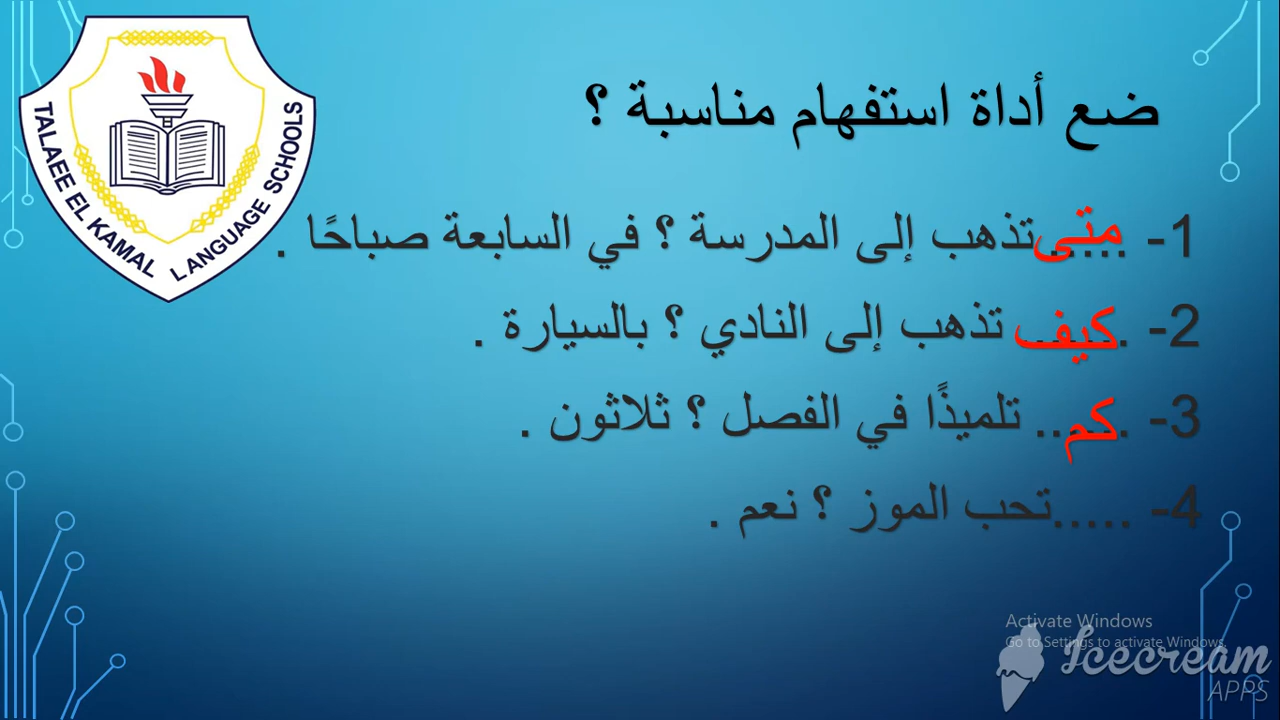 TALAEE EL KAMAL LANGUAGE SCHOOLS
ضع أداة استفهام مناسبة ؟
1- ...متى...تذهب إلى المدرسة ؟ في السابعة صباحًا .
2- .كيف.. تذهب إلى النادي ؟ بالسيارة .
3- .كم.. تلميذًا في الفصل ؟ ثلاثون .
4- .....تحب الموز ؟ نعم .
Activate Windows
Go to Settings to activate Windows.
Icecream
APPS